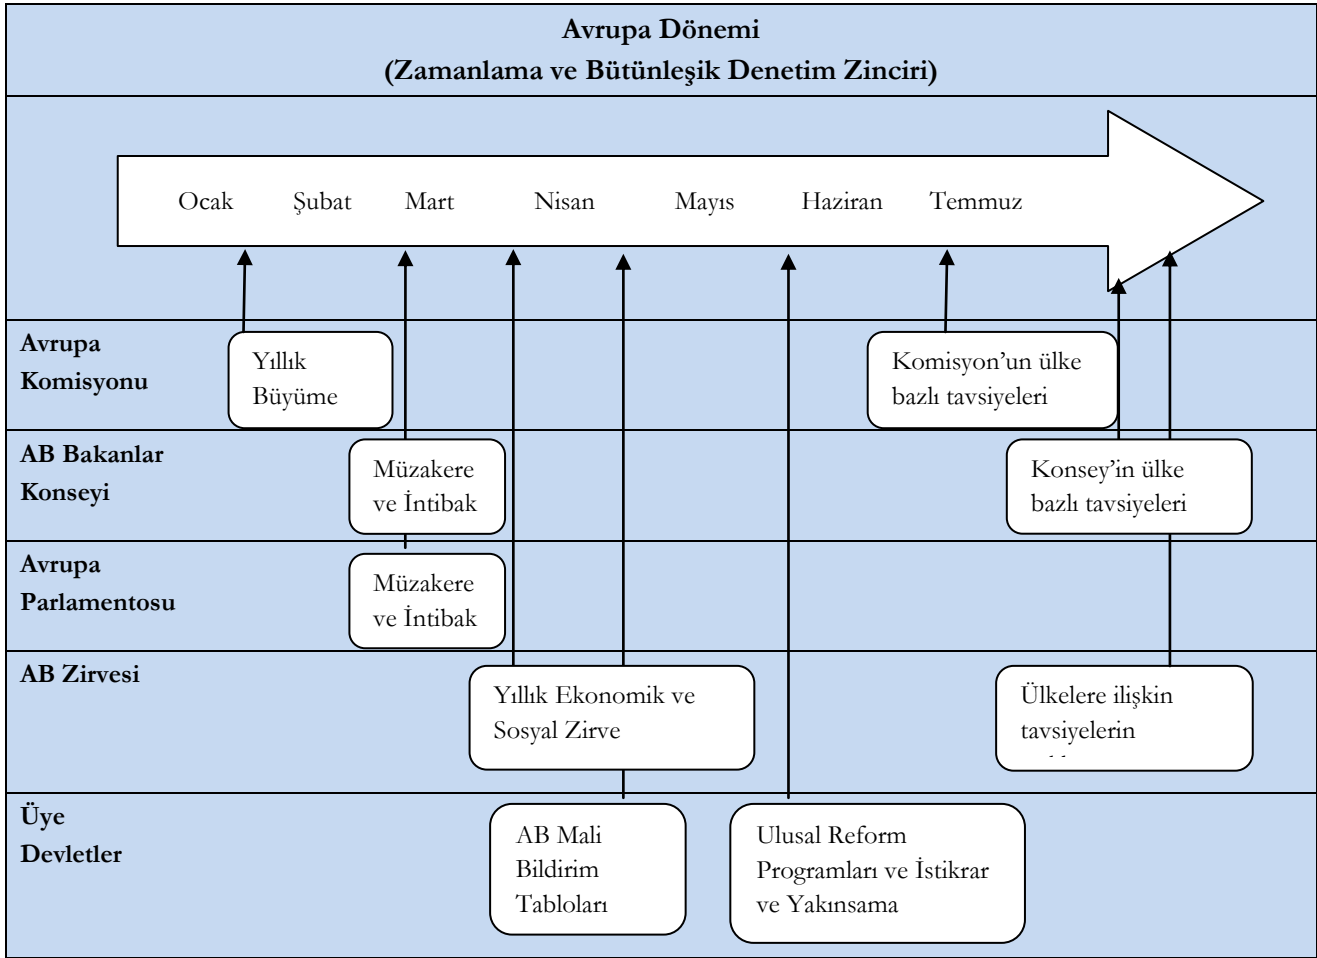 Avrupa Dönemi
(Zamanlama ve Bütünleşik Denetim Zinciri)
Ocak Şubat Mart Nisan Mayıs Haziran Temmuz
Avrupa
Komisyonu
Yıllık
Büyüme
Komisyon’un ülke
bazlı tavsiyeleri
AB Bakanlar
Konseyi
Müzakere
ve İntibak
Konsey’in ülke
bazlı tavsiyeleri
Avrupa
Parlamentosu
Müzakere
ve İntibak
AB Zirvesi
Yıllık Ekonomik ve
Sosyal Zirve
Ülkelere ilişkin
tavsiyelerin
Üye
Devletler
AB Mali
Bildirim
Tabloları
Ulusal Reform
Programları ve İstikrar
ve Yakınsama